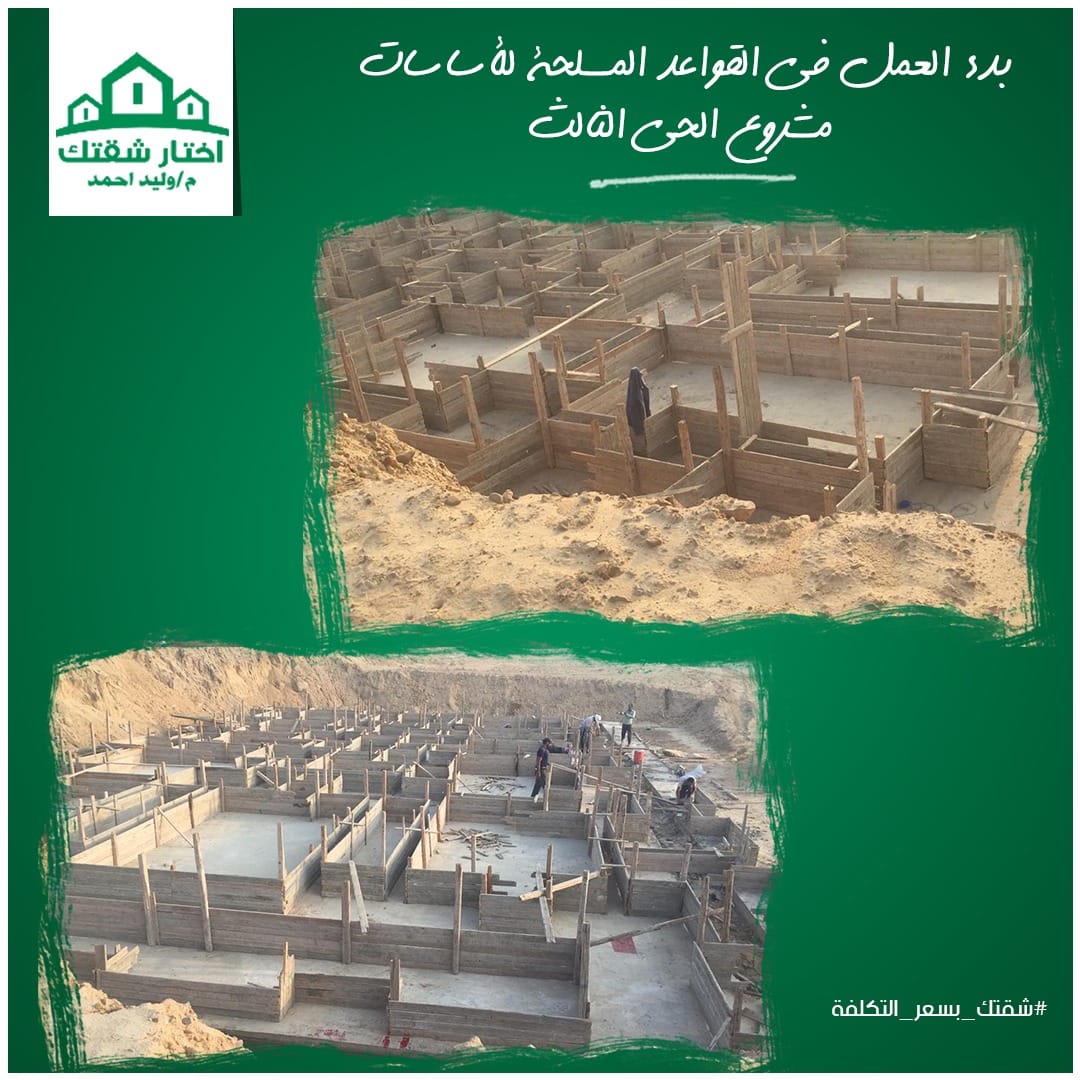 بدء العمل فى القواعد المسلحة للأساسات
مشروع الحى الثالث
اختار شقتك
م/وليد احمد
#شقتك_بسعر_التكلفة